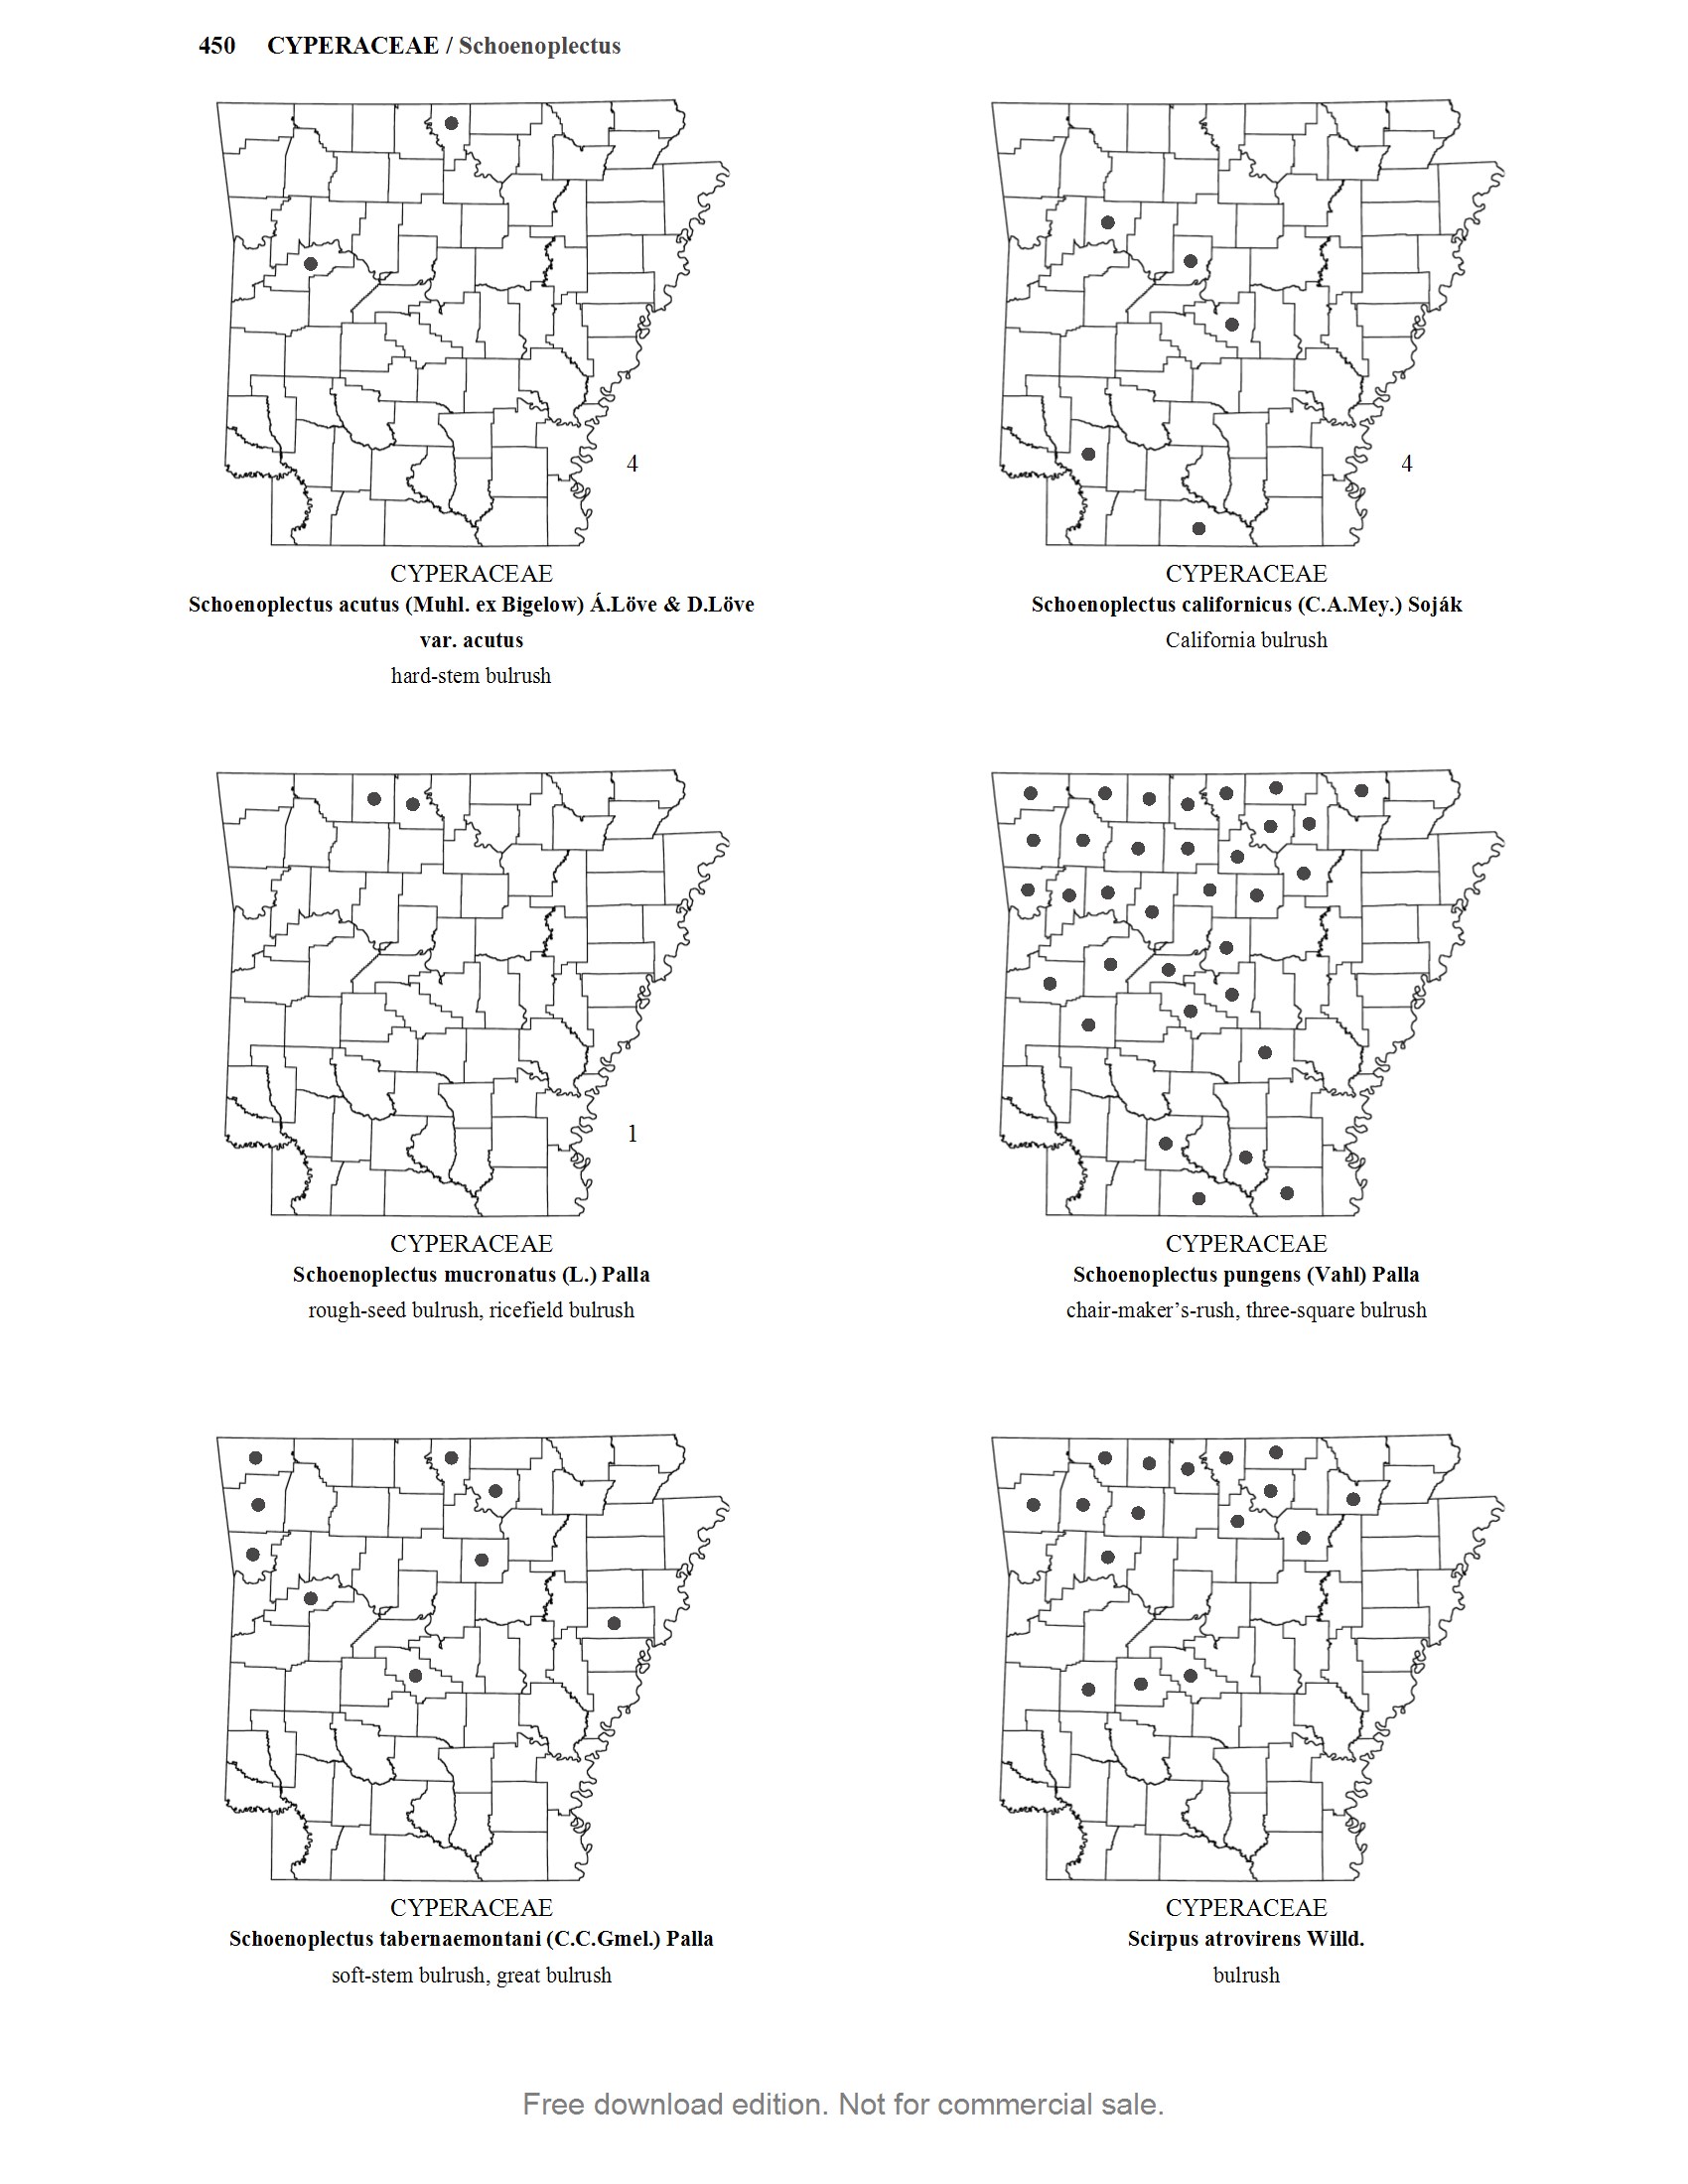 450 CYPERACEAE / Schoenoplectus
4
CYPERACEAE
Schoenoplectus acutus (Muhl. ex Bigelow) Á.Löve & D.Löve
var. acutus
hard-stem bulrush
4
CYPERACEAE
Schoenoplectus californicus (C.A.Mey.) Soják
California bulrush
1
CYPERACEAE
Schoenoplectus mucronatus (L.) Palla
rough-seed bulrush, ricefield bulrush
CYPERACEAE
Schoenoplectus pungens (Vahl) Palla
chair-maker’s-rush, three-square bulrush
CYPERACEAE
Schoenoplectus tabernaemontani (C.C.Gmel.) Palla
soft-stem bulrush, great bulrush
CYPERACEAE
Scirpus atrovirens Willd.
bulrush
Free download edition. Not for commercial sale.